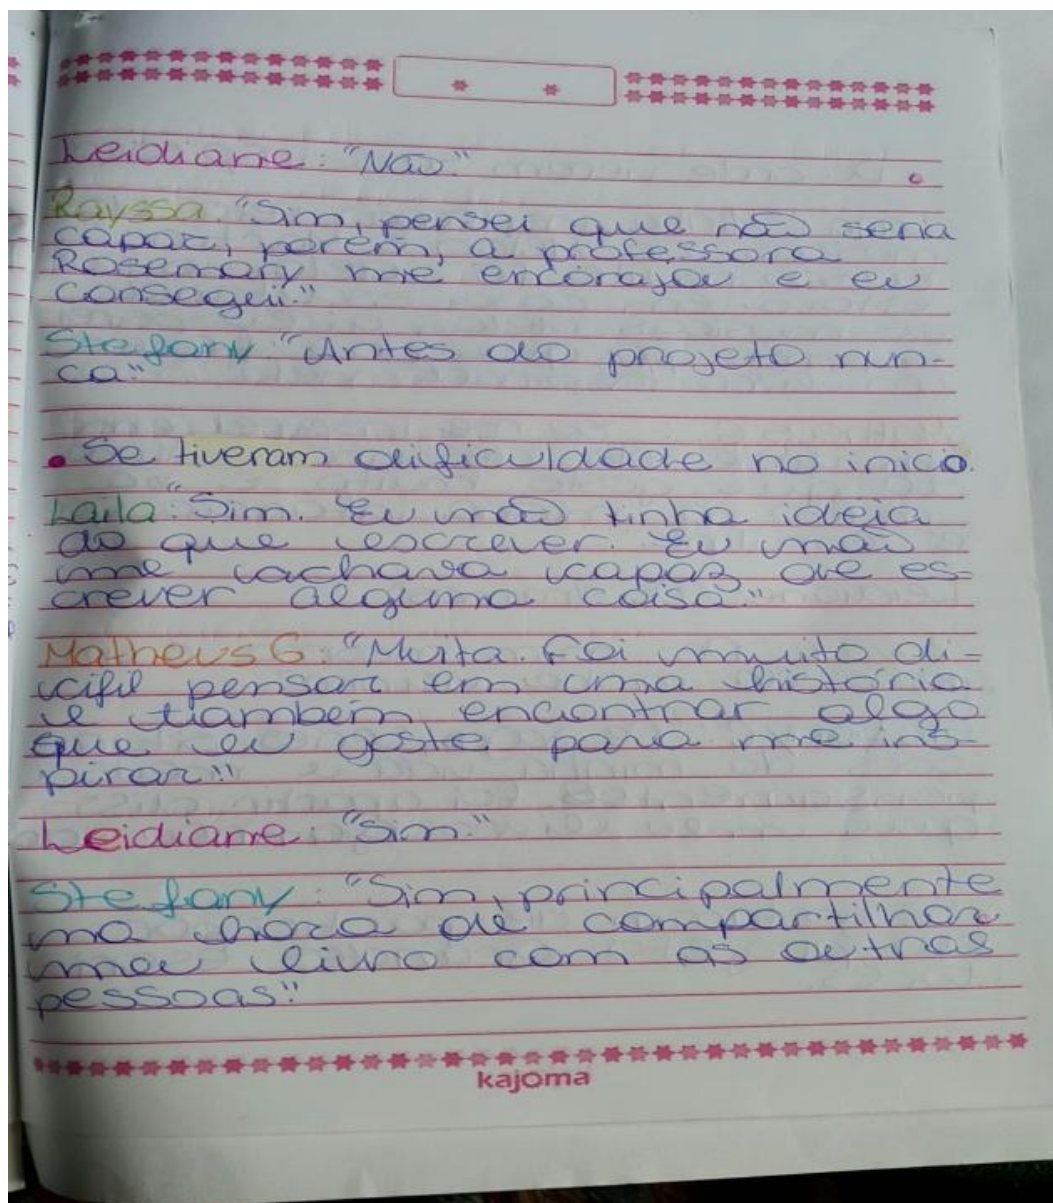 Leidiane: "Não."
Rayssa: "Sim, pensei que não seria
capaz, porém, a professora
Rosemary me encorajou e eu
consegui."
Stefany: "Antes do projeto nun-
ca."
• Se tiveram dificuldade no inicio.
Laila: "Sim. Eu não tinha ideia
do que escrever. Eu não
me achava capaz de es-
crever alguma coisa."
Matheus G: "Muita. Foi muito di-
cifil pensar em uma história
e também encontrar algo
que eu goste para me ins-
pirar."
Leidiane: "Sim."
Stefany: "Sim, principalmente
na hora de compartilhar
meu livro com as outras
pessoas."
kajoma